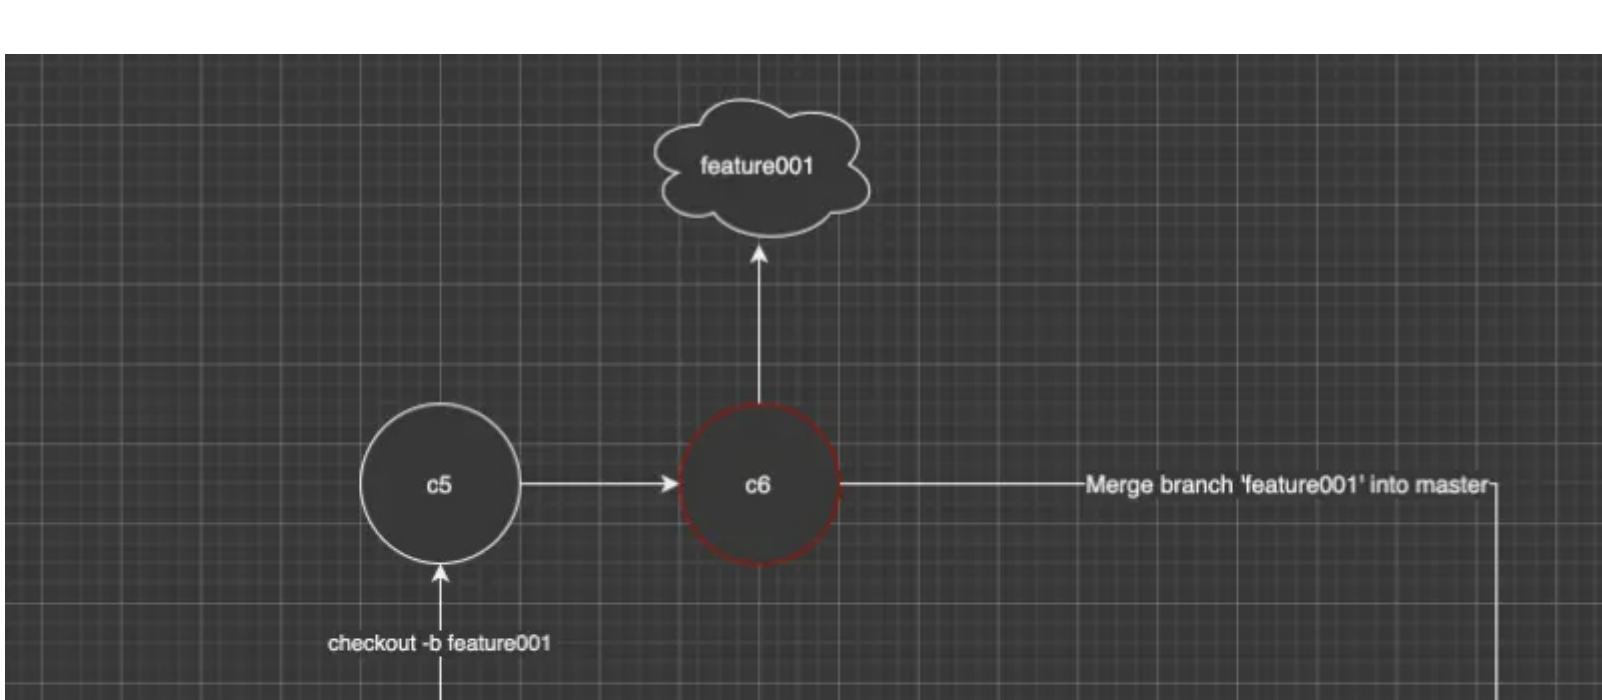 feature001
c5
c6
Merge branch 'feature001' into master
checkout -b feature001